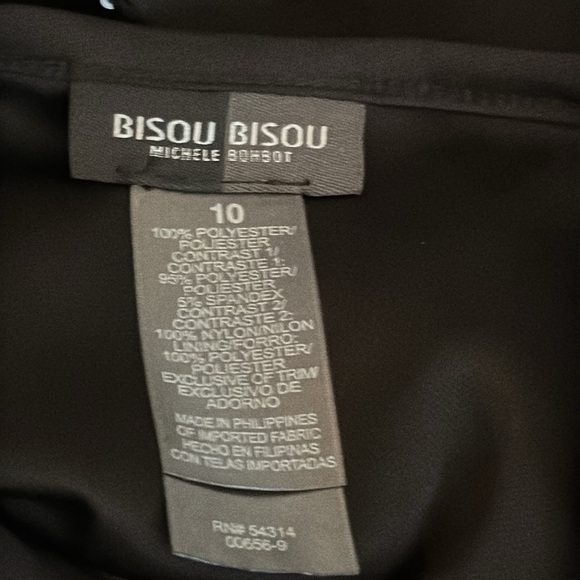 BISOU BISOU
MICHELE BOHBOT
10
100% POLYESTER/
POLIESTER
CONTRAST 1/
CONTRASTE 1:
95% POLYESTER/
POLIESTER
5% SPANDEX
CONTRAST 2/
CONTRASTE 2:
100% NYLON/NILON
LINING/FORRO:
100% POLYESTER/
POLIESTER
EXCLUSIVE OF TRIM/
EXCLUSIVO DE
ADORNO
MADE IN PHILIPPINES
OF IMPORTED FABRIC
HECHO EN FILIPINAS
CON TELAS IMPORTADAS
RN# 54314
00656-9